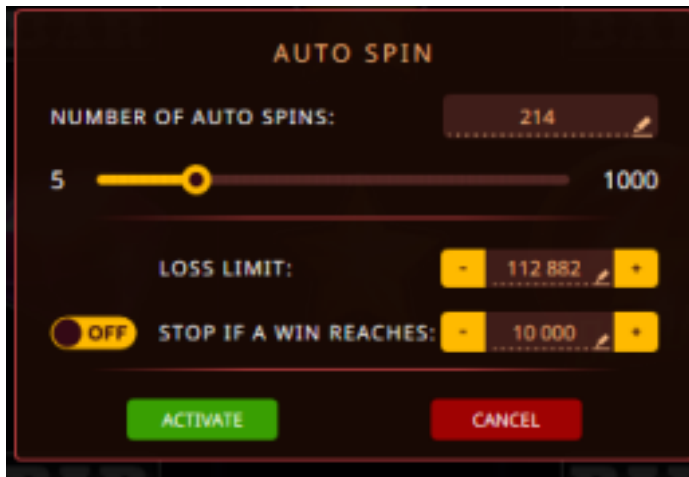 AUTO SPIN
NUMBER OF AUTO SPINS: 214
5 1000
LOSS LIMIT: - 112 882 +
OFF STOP IF A WIN REACHES: - 10 000 +
ACTIVATE CANCEL